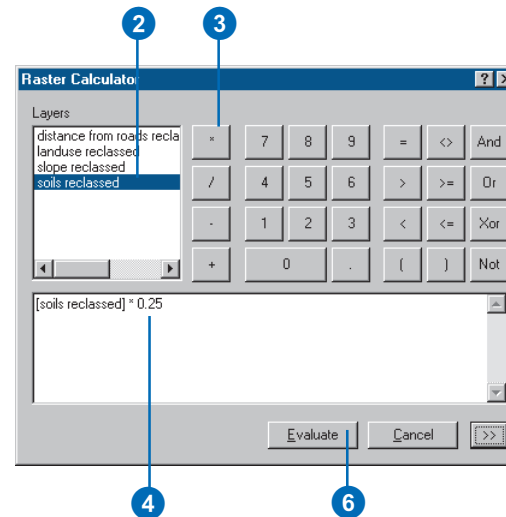 2 3
Raster Calculator ?
Layers
distance from roads recla
landuse reclassed
slope reclassed
soils reclassed
* 7 8 9 = <> And
/ 4 5 6 > >= Or
- 1 2 3 < <= Xor
+ 0 . ( ) Not
[soils reclassed] * 0.25
Evaluate Cancel >>
4 6